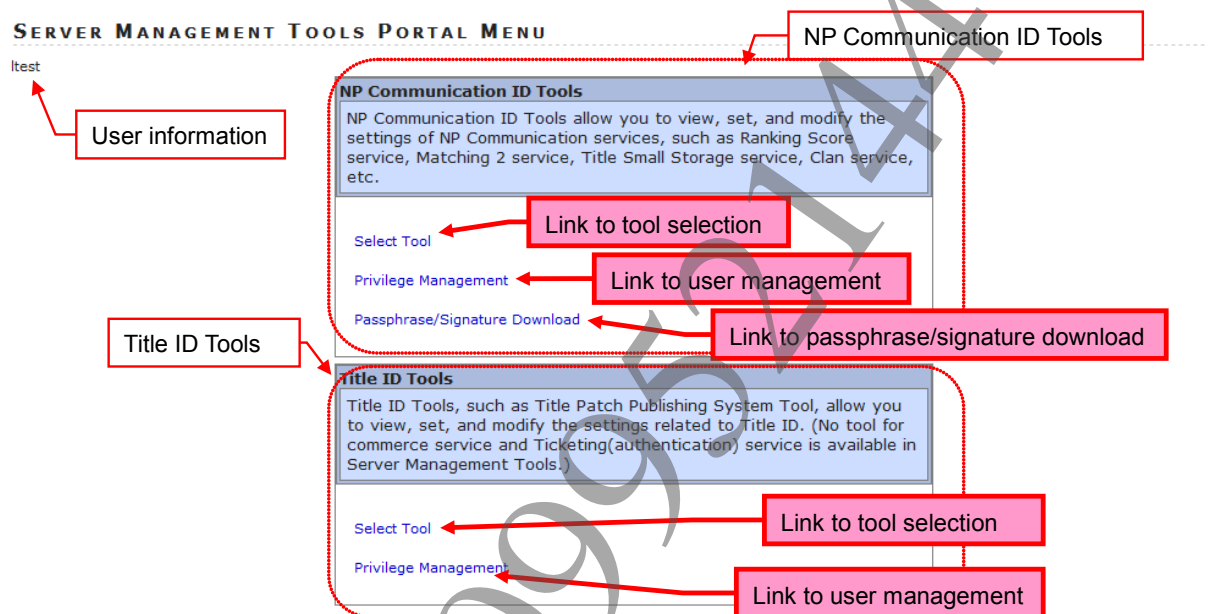 SERVER MANAGEMENT TOOLS PORTAL MENU
NP Communication ID Tools
ltest
User information
NP Communication ID Tools
NP Communication ID Tools allow you to view, set, and modify the
settings of NP Communication services, such as Ranking Score
service, Matching 2 service, Title Small Storage service, Clan service,
etc.
Link to tool selection
Select Tool
Privilege Management
Link to user management
Passphrase/Signature Download
Link to passphrase/signature download
Title ID Tools
Title ID Tools
Title ID Tools, such as Title Patch Publishing System Tool, allow you
to view, set, and modify the settings related to Title ID. (No tool for
commerce service and Ticketing(authentication) service is available in
Server Management Tools.)
Select Tool
Link to tool selection
Privilege Management
Link to user management